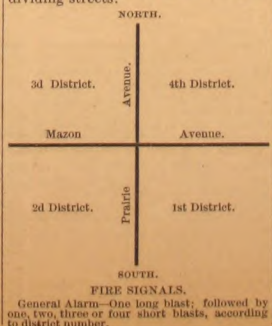 dividing streets.
NORTH.
3d District.
Avenue.
4th District.
Mazon
Avenne.
2d District.
Prairie
1st District.
SOUTH.
FIRE SIGNALS.
General Alarm—One long blast; followed by
one, two, three or four short blasts, according
to district number.